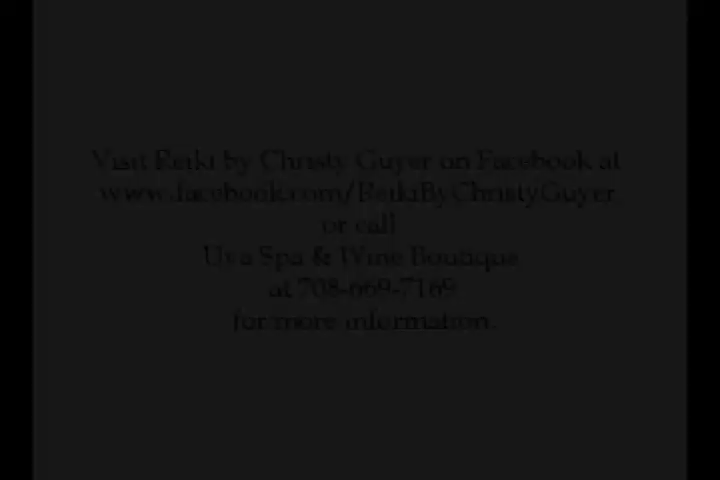 Visit Reiki by Christy Guyer on Facebook at
www.facebook.com/ReikiByChristyGuyer
or call
Uva Spa & Wine Boutique
at 708-669-7169
for more information.